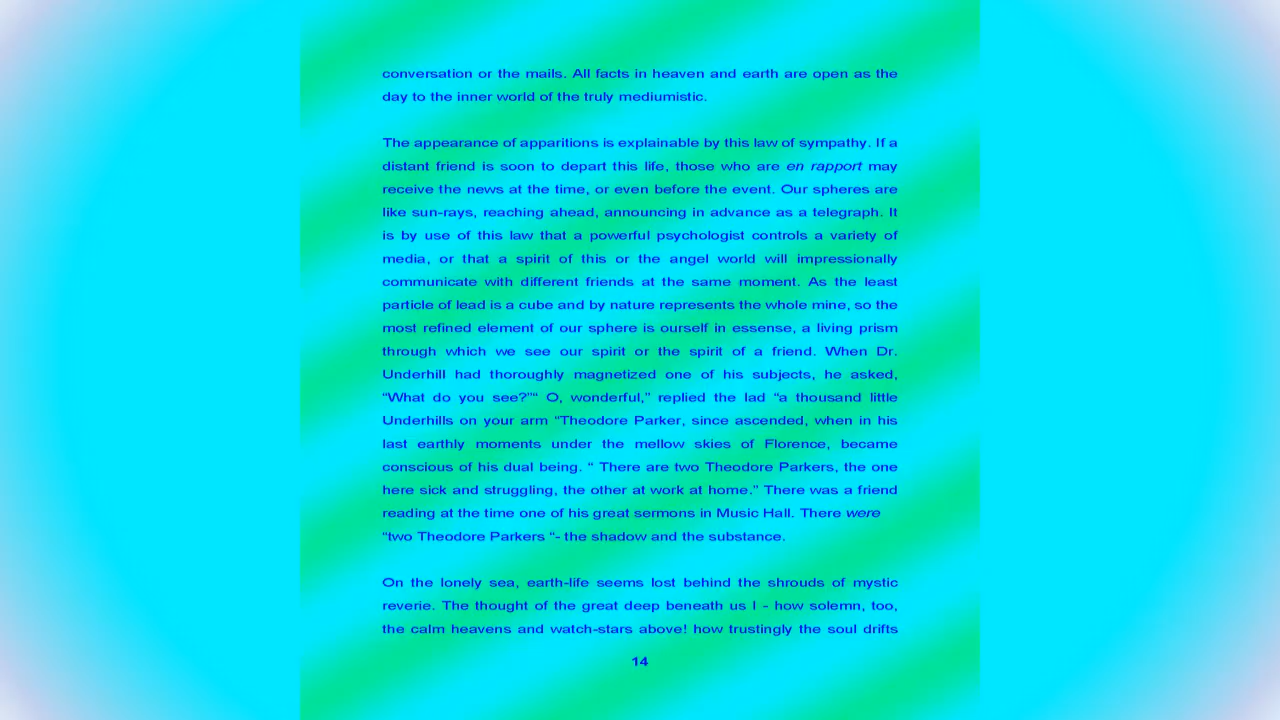 conversation or the mails. All facts in heaven and earth are open as the
day to the inner world of the truly mediumistic.
The appearance of apparitions is explainable by this law of sympathy. If a
distant friend is soon to depart this life, those who are en rapport may
receive the news at the time, or even before the event. Our spheres are
like sun-rays, reaching ahead, announcing in advance as a telegraph. It
is by use of this law that a powerful psychologist controls a variety of
media, or that a spirit of this or the angel world will impressionally
communicate with different friends at the same moment. As the least
particle of lead is a cube and by nature represents the whole mine, so the
most refined element of our sphere is ourself in essense, a living prism
through which we see our spirit or the spirit of a friend. When Dr.
Underhill had thoroughly magnetized one of his subjects, he asked,
“What do you see?”“ O, wonderful,” replied the lad “a thousand little
Underhills on your arm “Theodore Parker, since ascended, when in his
last earthly moments under the mellow skies of Florence, became
conscious of his dual being. “ There are two Theodore Parkers, the one
here sick and struggling, the other at work at home.” There was a friend
reading at the time one of his great sermons in Music Hall. There were
“two Theodore Parkers “- the shadow and the substance.
On the lonely sea, earth-life seems lost behind the shrouds of mystic
reverie. The thought of the great deep beneath us I - how solemn, too,
the calm heavens and watch-stars above! how trustingly the soul drifts
14